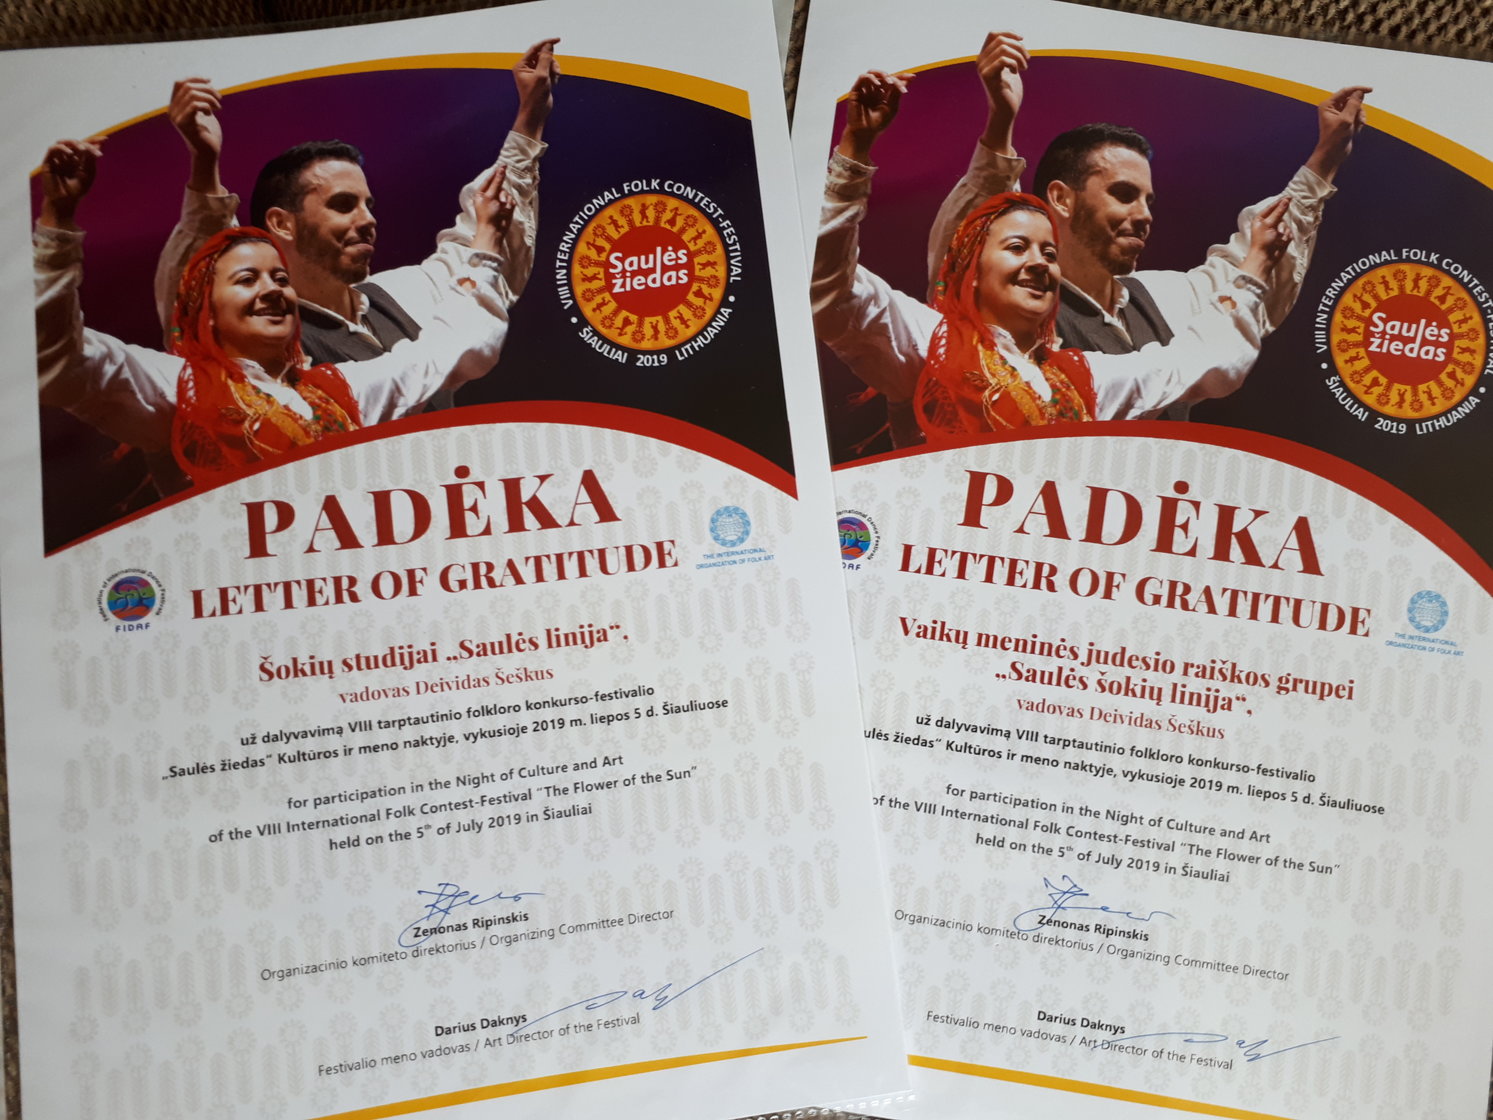 VIII INTERNATIONAL FOLK CONTEST-FESTIVAL
• ŠIAULIAI 2019 LITHUANIA •
Saulės
žiedas
PADĖKA
LETTER OF GRATITUDE
Federation of International Dance Festivals
FIDAF
THE INTERNATIONAL
ORGANIZATION OF FOLK ART
Šokių studijai „Saulės linija“,
vadovas Deividas Šeškus
už dalyvavimą VIII tarptautinio folkloro konkurso-festivalio
„Saulės žiedas“ Kultūros ir meno naktyje, vykusioje 2019 m. liepos 5 d. Šiauliuose
for participation in the Night of Culture and Art
of the VIII International Folk Contest-Festival “The Flower of the Sun”
held on the 5th of July 2019 in Šiauliai
Zenonas Ripinskis
Organizacinio komiteto direktorius / Organizing Committee Director
Darius Daknys
Festivalio meno vadovas / Art Director of the Festival
VIII INTERNATIONAL FOLK CONTEST-FESTIVAL
• ŠIAULIAI 2019 LITHUANIA •
Saulės
žiedas
PADĖKA
LETTER OF GRATITUDE
International Dance Festivals
DAF
THE INTERNATIONAL
ORGANIZATION OF FOLK ART
Vaikų meninės judesio raiškos grupei
„Saulės šokių linija“,
vadovas Deividas Šeškus
už dalyvavimą VIII tarptautinio folkloro konkurso-festivalio
ulės žiedas“ Kultūros ir meno naktyje, vykusioje 2019 m. liepos 5 d. Šiauliuose
for participation in the Night of Culture and Art
of the VIII International Folk Contest-Festival “The Flower of the Sun”
held on the 5th of July 2019 in Šiauliai
Zenonas Ripinskis
Organizacinio komiteto direktorius / Organizing Committee Director
Darius Daknys
Festivalio meno vadovas / Art Director of the Festival